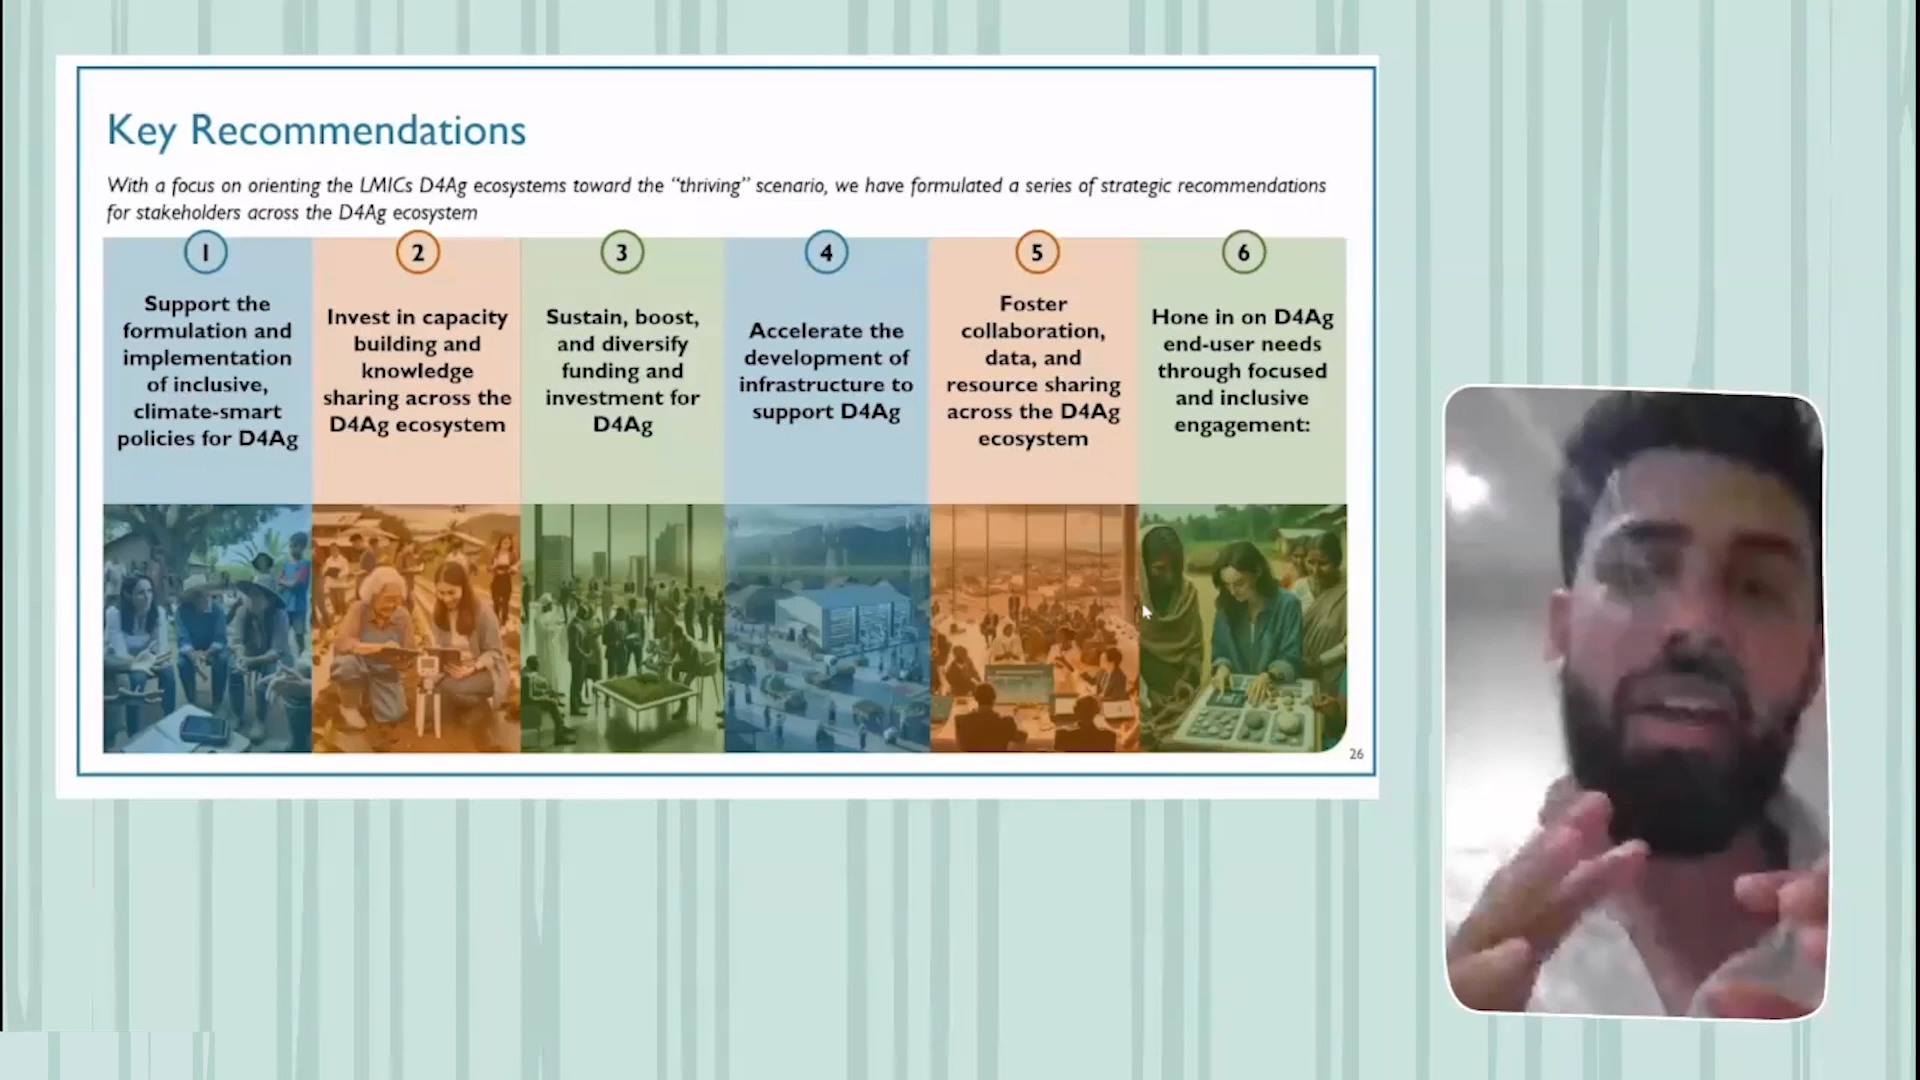 Key Recommendations
With a focus on orienting the LMICs D4Ag ecosystems toward the “thriving” scenario, we have formulated a series of strategic recommendations
for stakeholders across the D4Ag ecosystem
1
Support the
formulation and
implementation
of inclusive,
climate-smart
policies for D4Ag
2
Invest in capacity
building and
knowledge
sharing across the
D4Ag ecosystem
3
Sustain, boost,
and diversify
funding and
investment for
D4Ag
4
Accelerate the
development of
infrastructure to
support D4Ag
5
Foster
collaboration,
data, and
resource sharing
across the D4Ag
ecosystem
6
Hone in on D4Ag
end-user needs
through focused
and inclusive
engagement:
26